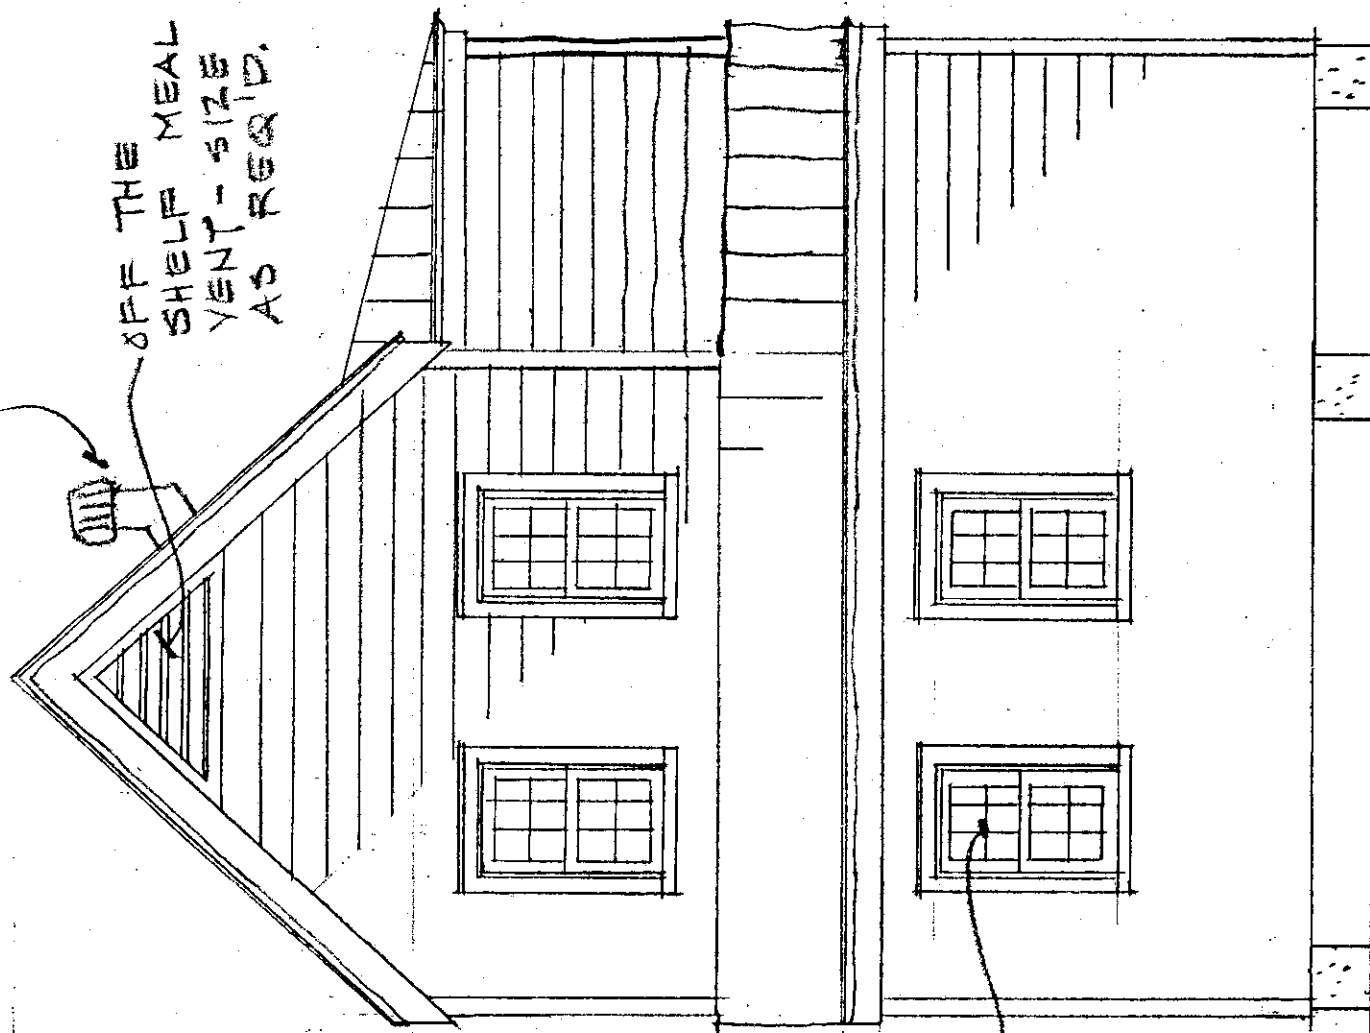 OFF THE
SHELF MEAL
VENT - SIZE
AS REQ'D.